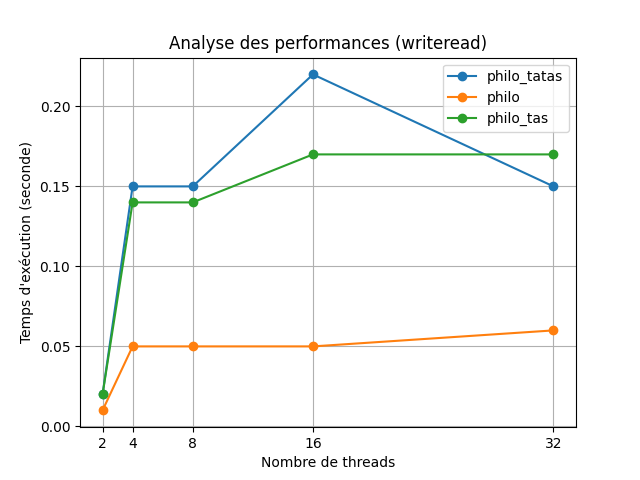 Analyse des performances (writeread)
philo_tatas
philo
philo_tas
Temps d'exécution (seconde)
0.20
0.15
0.10
0.05
0.00
2 4 8 16 32
Nombre de threads